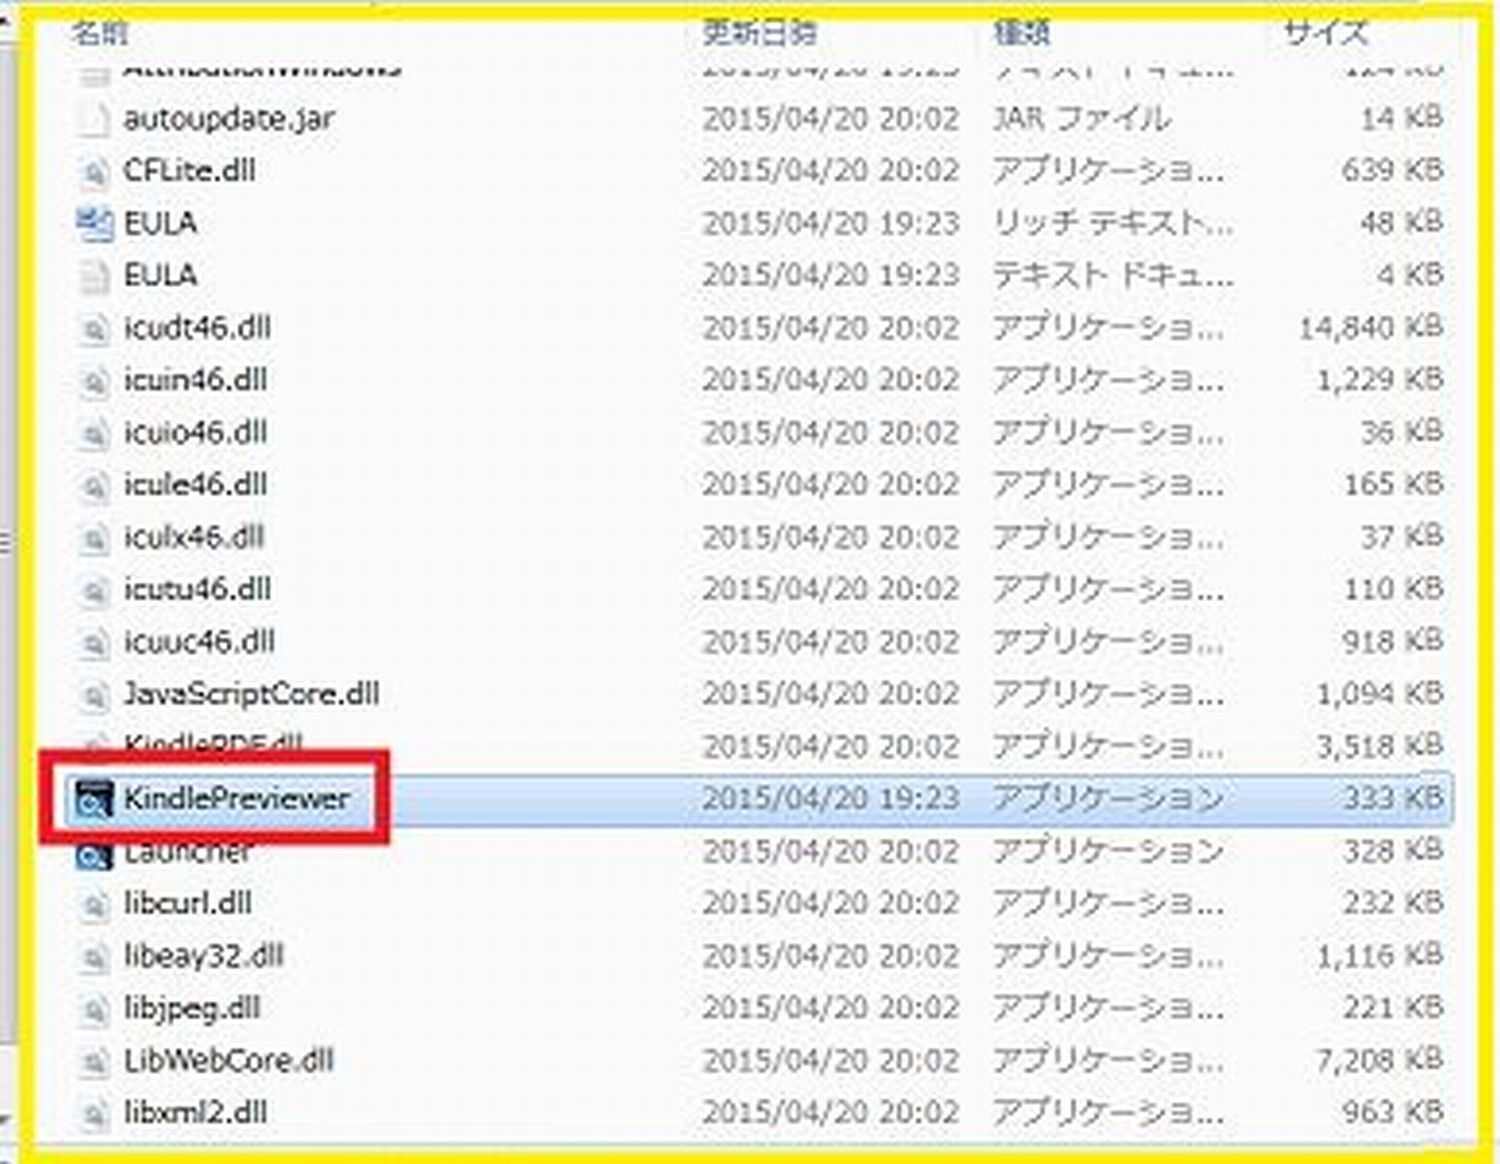 名前 更新日時 種類 サイズ
autoupdate.jar 2015/04/20 20:02 JAR ファイル 14 KB
CFLite.dll 2015/04/20 20:02 アプリケーショ... 639 KB
EULA 2015/04/20 19:23 リッチ テキスト... 48 KB
EULA 2015/04/20 19:23 テキスト ドキュ... 4 KB
icudt46.dll 2015/04/20 20:02 アプリケーショ... 14,840 KB
icuin46.dll 2015/04/20 20:02 アプリケーショ... 1,229 KB
icuio46.dll 2015/04/20 20:02 アプリケーショ... 36 KB
icule46.dll 2015/04/20 20:02 アプリケーショ... 165 KB
iculx46.dll 2015/04/20 20:02 アプリケーショ... 37 KB
icutu46.dll 2015/04/20 20:02 アプリケーショ... 110 KB
icuuc46.dll 2015/04/20 20:02 アプリケーショ... 918 KB
JavaScriptCore.dll 2015/04/20 20:02 アプリケーショ... 1,094 KB
KindlePDF.dll 2015/04/20 20:02 アプリケーショ... 3,518 KB
KindlePreviewer 2015/04/20 19:23 アプリケーション 333 KB
Launcher 2015/04/20 20:02 アプリケーション 328 KB
libcurl.dll 2015/04/20 20:02 アプリケーショ... 232 KB
libeay32.dll 2015/04/20 20:02 アプリケーショ... 1,116 KB
libjpeg.dll 2015/04/20 20:02 アプリケーショ... 221 KB
LibWebCore.dll 2015/04/20 20:02 アプリケーショ... 7,208 KB
libxml2.dll 2015/04/20 20:02 アプリケーショ... 963 KB